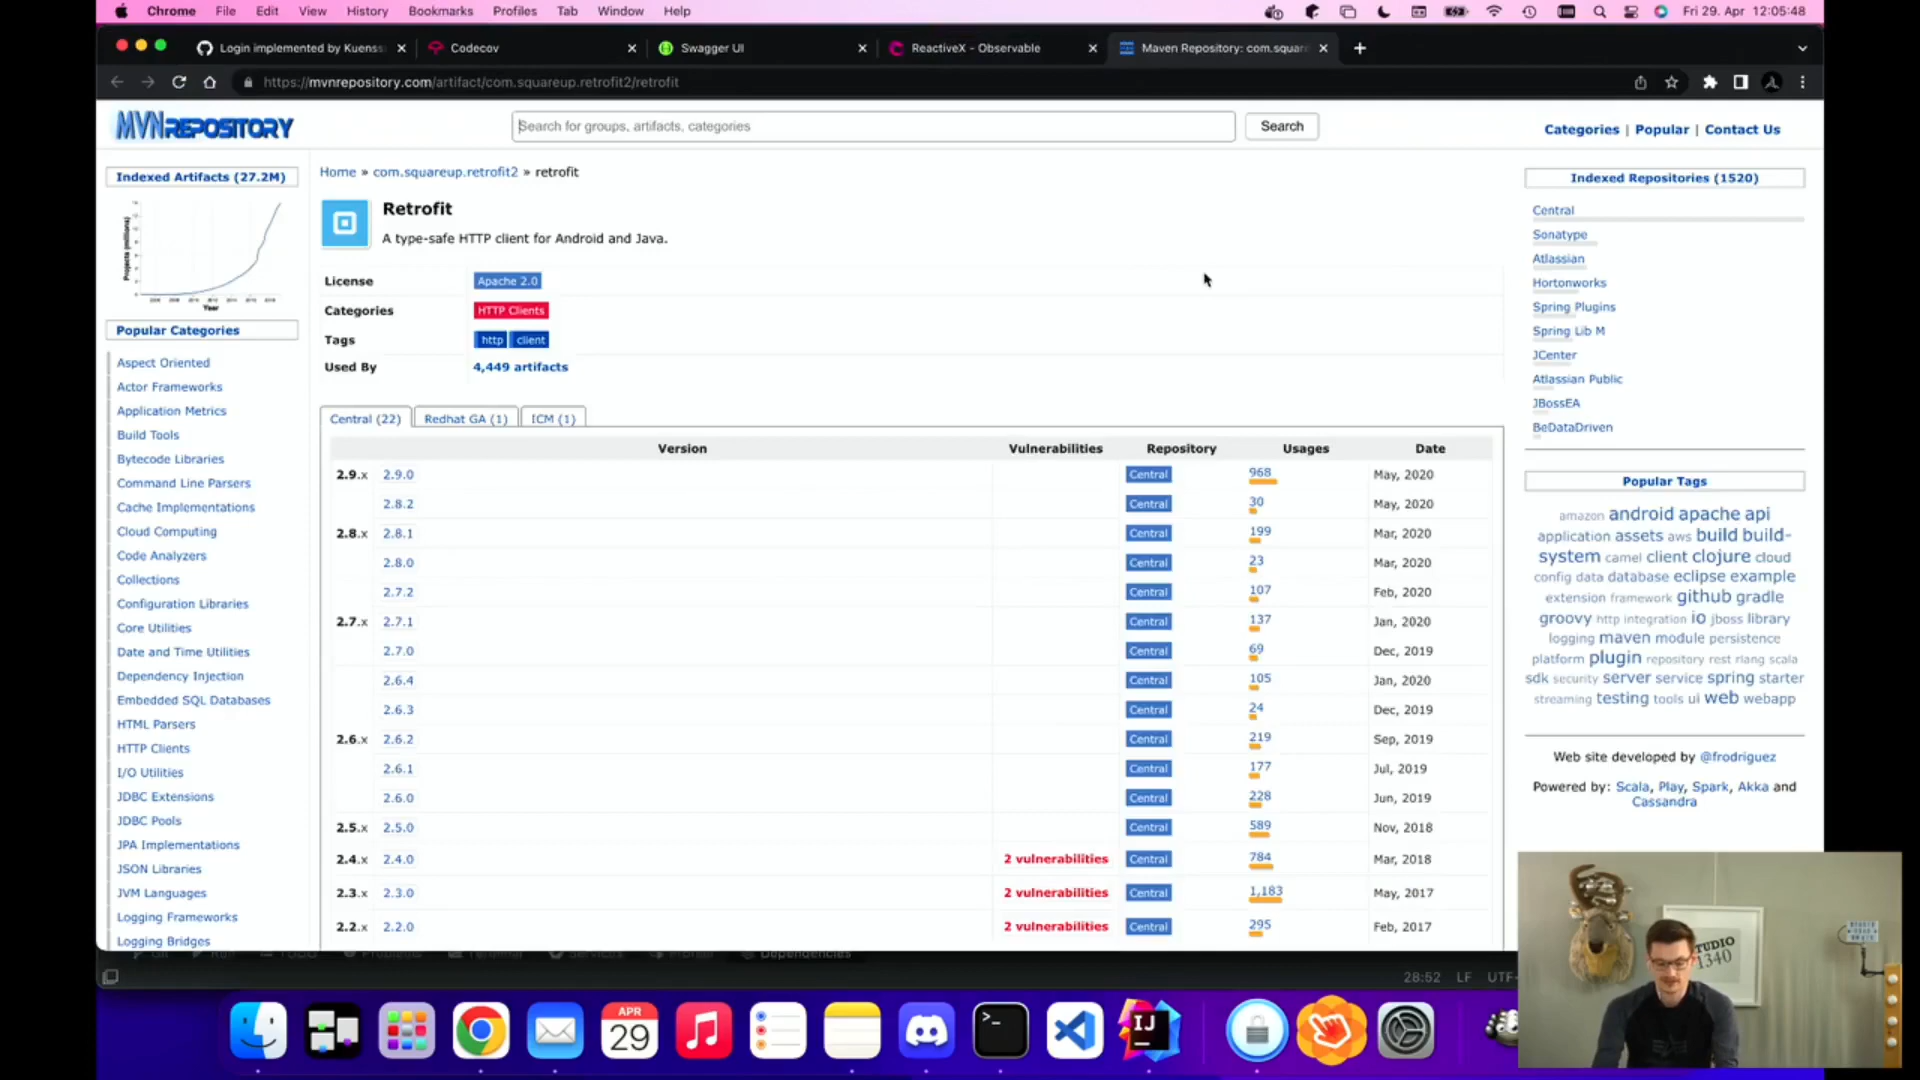 Chrome File Edit View History Bookmarks Profiles Tab Window Help Fri 29. Apr 12:05:48
Login implemented by Kuenss
Codecov
Swagger UI
ReactiveX - Observable
Maven Repository: com.squar
https://mvnrepository.com/artifact/com.squareup.retrofit2/retrofit
MVNREPOSITORY
Search for groups, artifacts, categories
Search
Categories | Popular | Contact Us
Indexed Artifacts (27.2M)
Projects (millions)
Year
Popular Categories
Aspect Oriented
Actor Frameworks
Application Metrics
Build Tools
Bytecode Libraries
Command Line Parsers
Cache Implementations
Cloud Computing
Code Analyzers
Collections
Configuration Libraries
Core Utilities
Date and Time Utilities
Dependency Injection
Embedded SQL Databases
HTML Parsers
HTTP Clients
I/O Utilities
JDBC Extensions
JDBC Pools
JPA Implementations
JSON Libraries
JVM Languages
Logging Frameworks
Logging Bridges
Home » com.squareup.retrofit2 » retrofit
Retrofit
A type-safe HTTP client for Android and Java.
License Apache 2.0
Categories HTTP Clients
Tags http client
Used By 4,449 artifacts
Central (22) Redhat GA (1) ICM (1)
Version Vulnerabilities Repository Usages Date
2.9.x 2.9.0 Central 968 May, 2020
2.8.2 Central 30 May, 2020
2.8.x 2.8.1 Central 199 Mar, 2020
2.8.0 Central 23 Mar, 2020
2.7.2 Central 107 Feb, 2020
2.7.x 2.7.1 Central 137 Jan, 2020
2.7.0 Central 69 Dec, 2019
2.6.4 Central 105 Jan, 2020
2.6.3 Central 24 Dec, 2019
2.6.x 2.6.2 Central 219 Sep, 2019
2.6.1 Central 177 Jul, 2019
2.6.0 Central 228 Jun, 2019
2.5.x 2.5.0 Central 589 Nov, 2018
2.4.x 2.4.0 2 vulnerabilities Central 784 Mar, 2018
2.3.x 2.3.0 2 vulnerabilities Central 1,183 May, 2017
2.2.x 2.2.0 2 vulnerabilities Central 295 Feb, 2017
Indexed Repositories (1520)
Central
Sonatype
Atlassian
Hortonworks
Spring Plugins
Spring Lib M
JCenter
Atlassian Public
JBossEA
BeDataDriven
Popular Tags
amazon android apache api
application assets aws build build-
system camel client clojure cloud
config data database eclipse example
extension framework github gradle
groovy http integration io jboss library
logging maven module persistence
platform plugin repository rest rlang scala
sdk security server service spring starter
streaming testing tools ui web webapp
Web site developed by @frodriguez
Powered by: Scala, Play, Spark, Akka and
Cassandra
Dependencies
28:52 LF UTF-
APR
29
IJ
STUDIO
1340